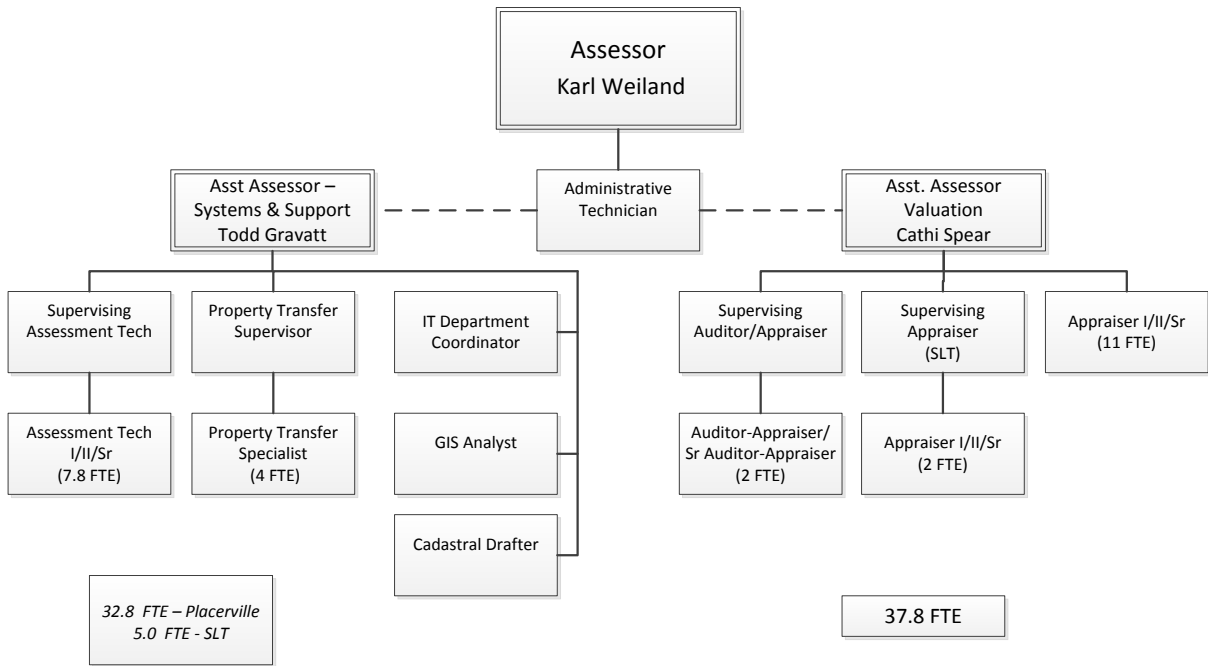 Assessor
Karl Weiland
Asst Assessor –
Systems & Support
Todd Gravatt
Administrative
Technician
Asst. Assessor
Valuation
Cathi Spear
Supervising
Assessment Tech
Property Transfer
Supervisor
IT Department
Coordinator
Supervising
Auditor/Appraiser
Supervising
Appraiser
(SLT)
Appraiser I/II/Sr
(11 FTE)
Assessment Tech
I/II/Sr
(7.8 FTE)
Property Transfer
Specialist
(4 FTE)
GIS Analyst
Auditor-Appraiser/
Sr Auditor-Appraiser
(2 FTE)
Appraiser I/II/Sr
(2 FTE)
Cadastral Drafter
32.8 FTE – Placerville
5.0 FTE - SLT
37.8 FTE